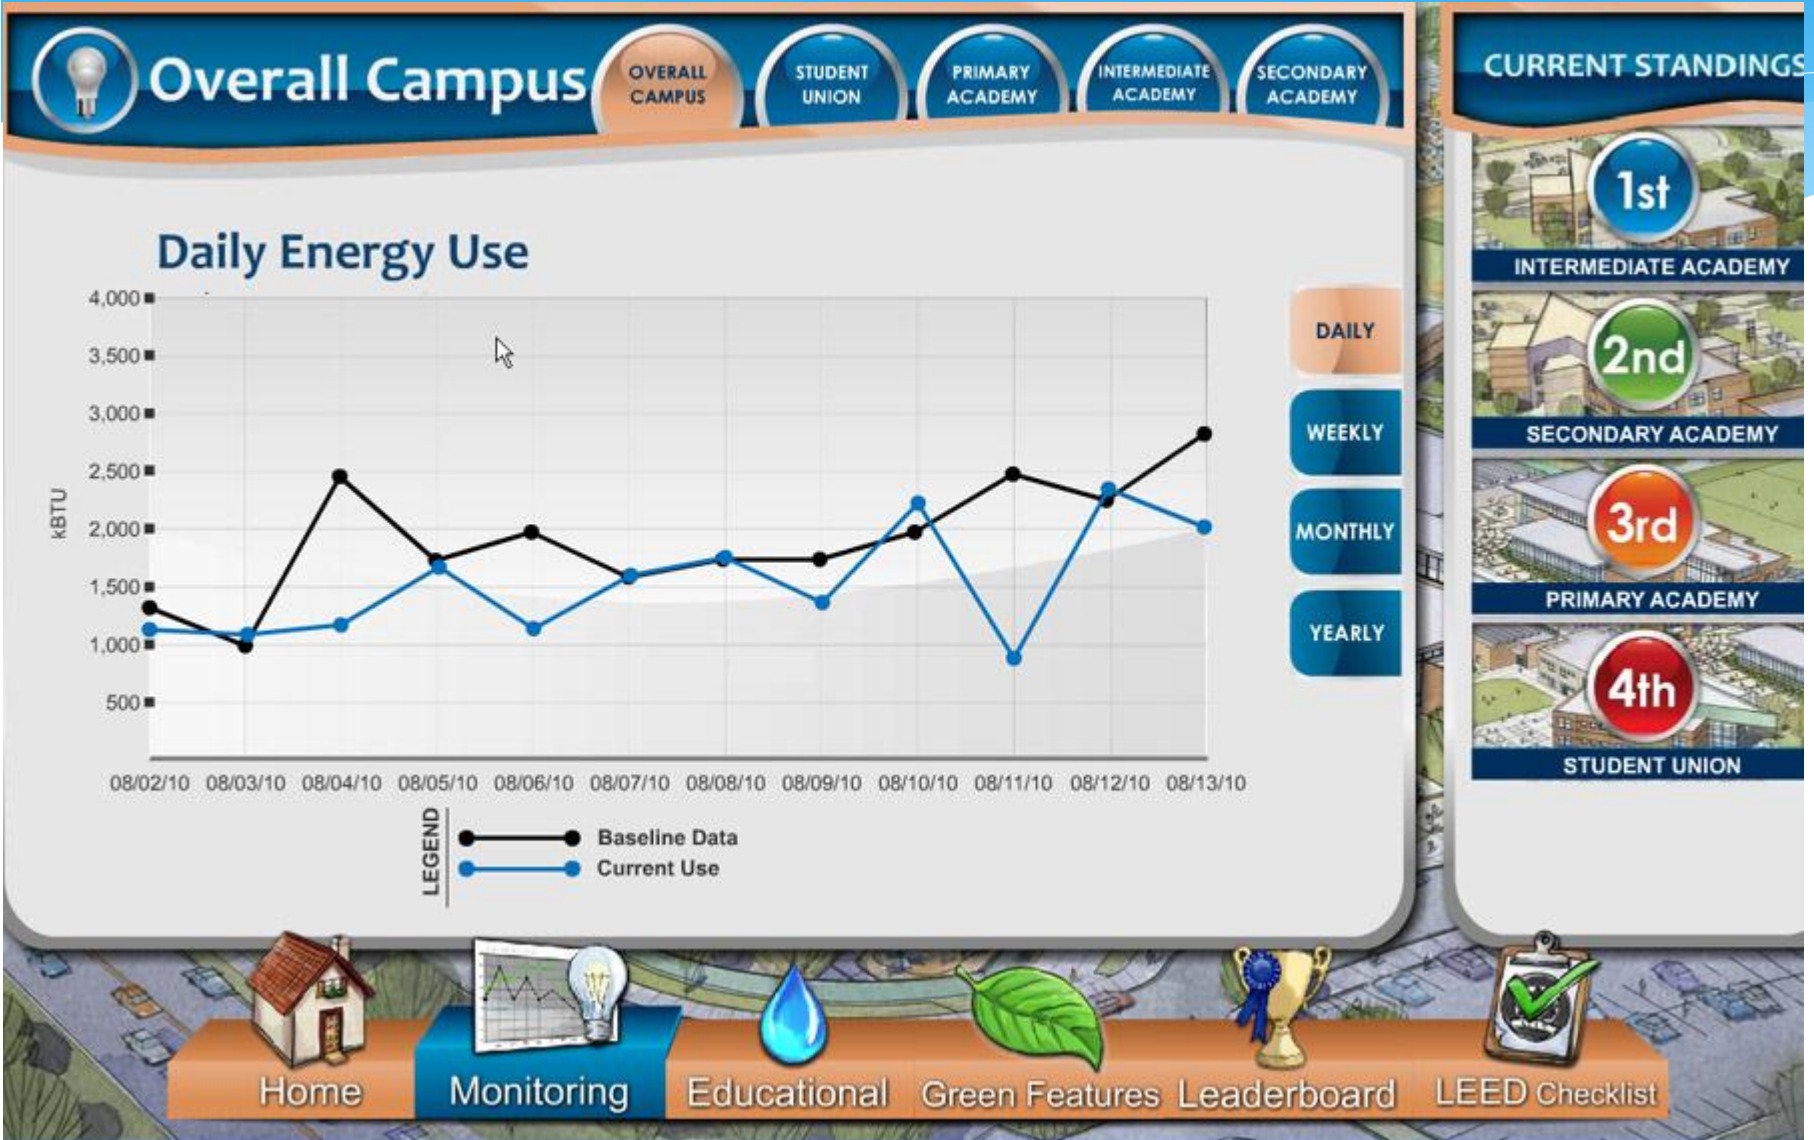 Overall Campus
OVERALL
CAMPUS
STUDENT
UNION
PRIMARY
ACADEMY
INTERMEDIATE
ACADEMY
SECONDARY
ACADEMY
CURRENT STANDINGS
Daily Energy Use
4,000
3,500
3,000
2,500
2,000
1,500
1,000
500
kBTU
08/02/10 08/03/10 08/04/10 08/05/10 08/06/10 08/07/10 08/08/10 08/09/10 08/10/10 08/11/10 08/12/10 08/13/10
LEGEND
Baseline Data
Current Use
DAILY
WEEKLY
MONTHLY
YEARLY
1st
INTERMEDIATE ACADEMY
2nd
SECONDARY ACADEMY
3rd
PRIMARY ACADEMY
4th
STUDENT UNION
Home
Monitoring
Educational
Green Features
Leaderboard
LEED Checklist